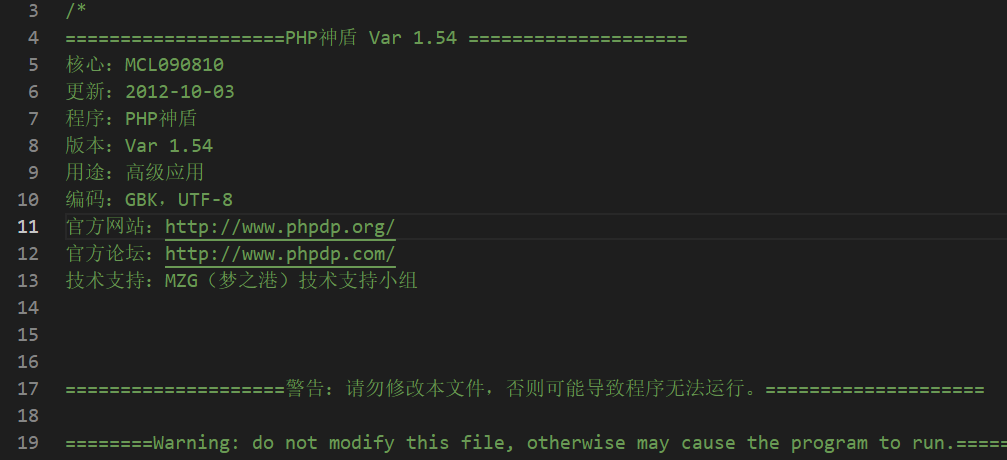 3 /*
4 ====================PHP神盾 Var 1.54 ====================
5 核心：MCL090810
6 更新：2012-10-03
7 程序：PHP神盾
8 版本：Var 1.54
9 用途：高级应用
10 编码：GBK，UTF-8
11 官方网站：http://www.phpdp.org/
12 官方论坛：http://www.phpdp.com/
13 技术支持：MZG（梦之港）技术支持小组
14
15
16
17 ====================警告：请勿修改本文件，否则可能导致程序无法运行。====================
18
19 ========Warning: do not modify this file, otherwise may cause the program to run.=====